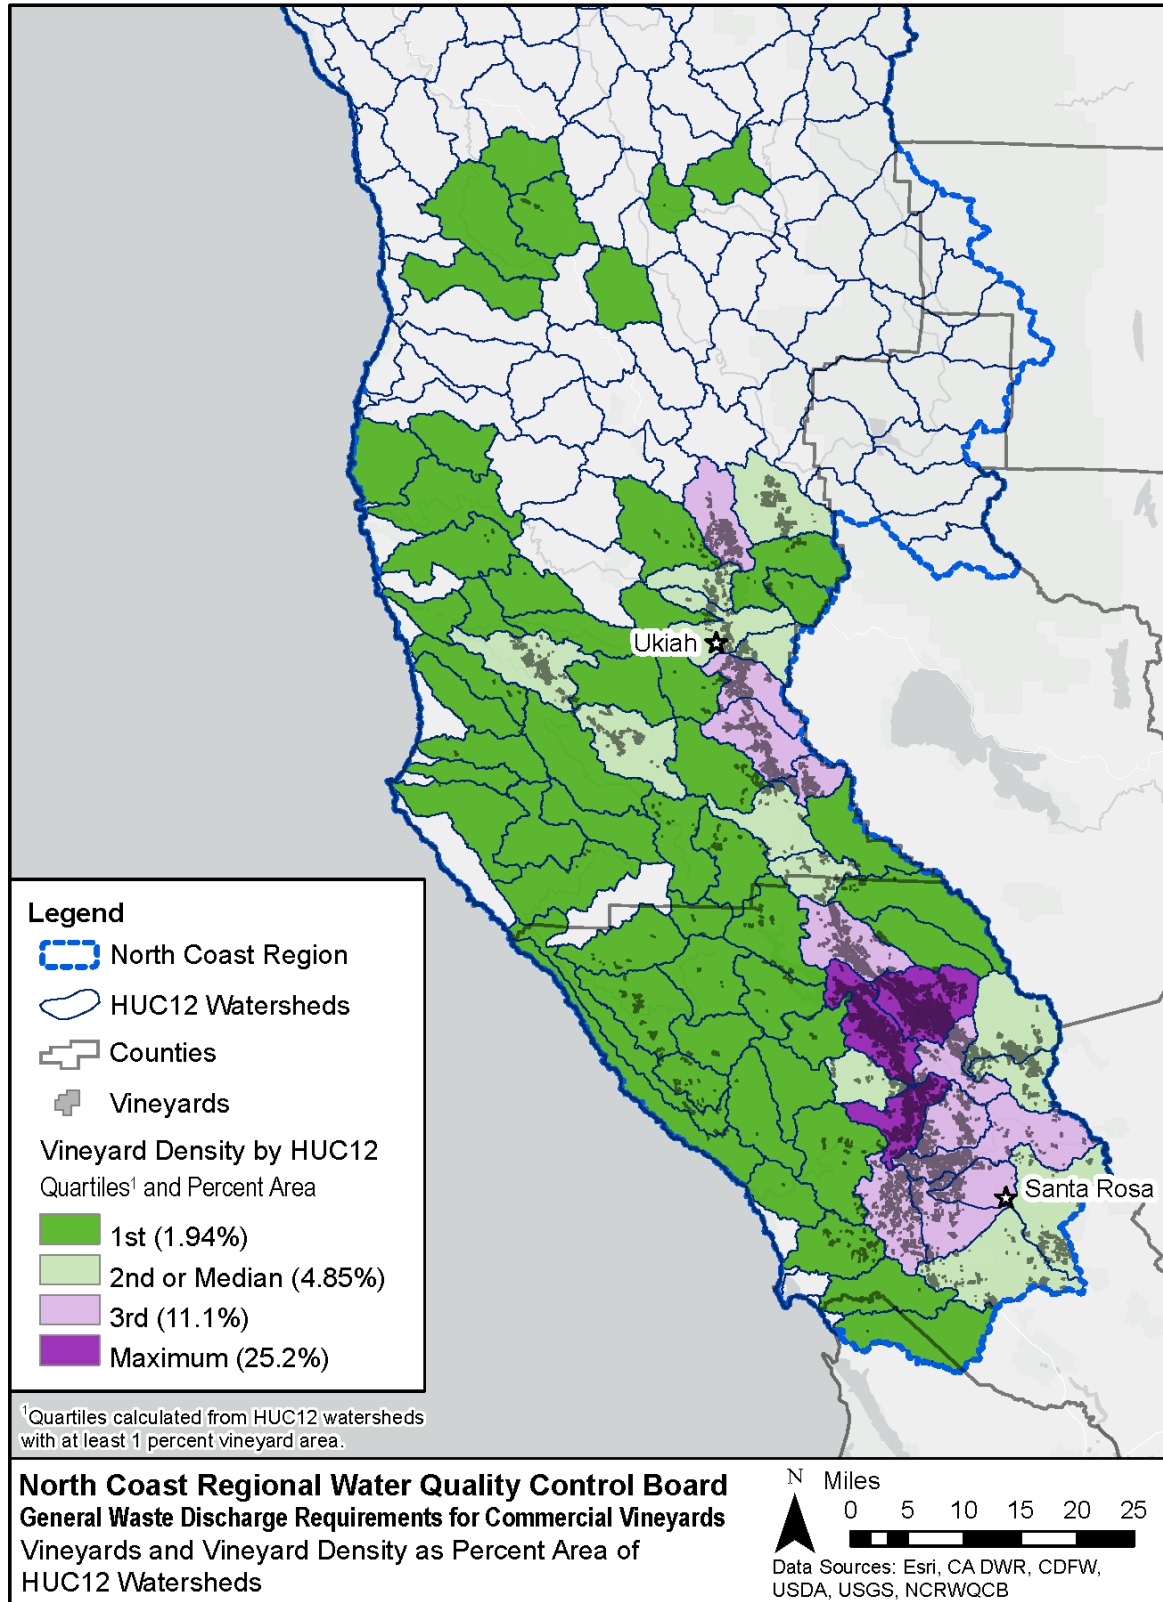 Ukiah
Santa Rosa
Legend
North Coast Region
HUC12 Watersheds
Counties
Vineyards
Vineyard Density by HUC12
Quartiles¹ and Percent Area
1st (1.94%)
2nd or Median (4.85%)
3rd (11.1%)
Maximum (25.2%)
¹Quartiles calculated from HUC12 watersheds
with at least 1 percent vineyard area.
North Coast Regional Water Quality Control Board
General Waste Discharge Requirements for Commercial Vineyards
Vineyards and Vineyard Density as Percent Area of
HUC12 Watersheds
N
Miles
0 5 10 15 20 25
Data Sources: Esri, CA DWR, CDFW,
USDA, USGS, NCRWQCB